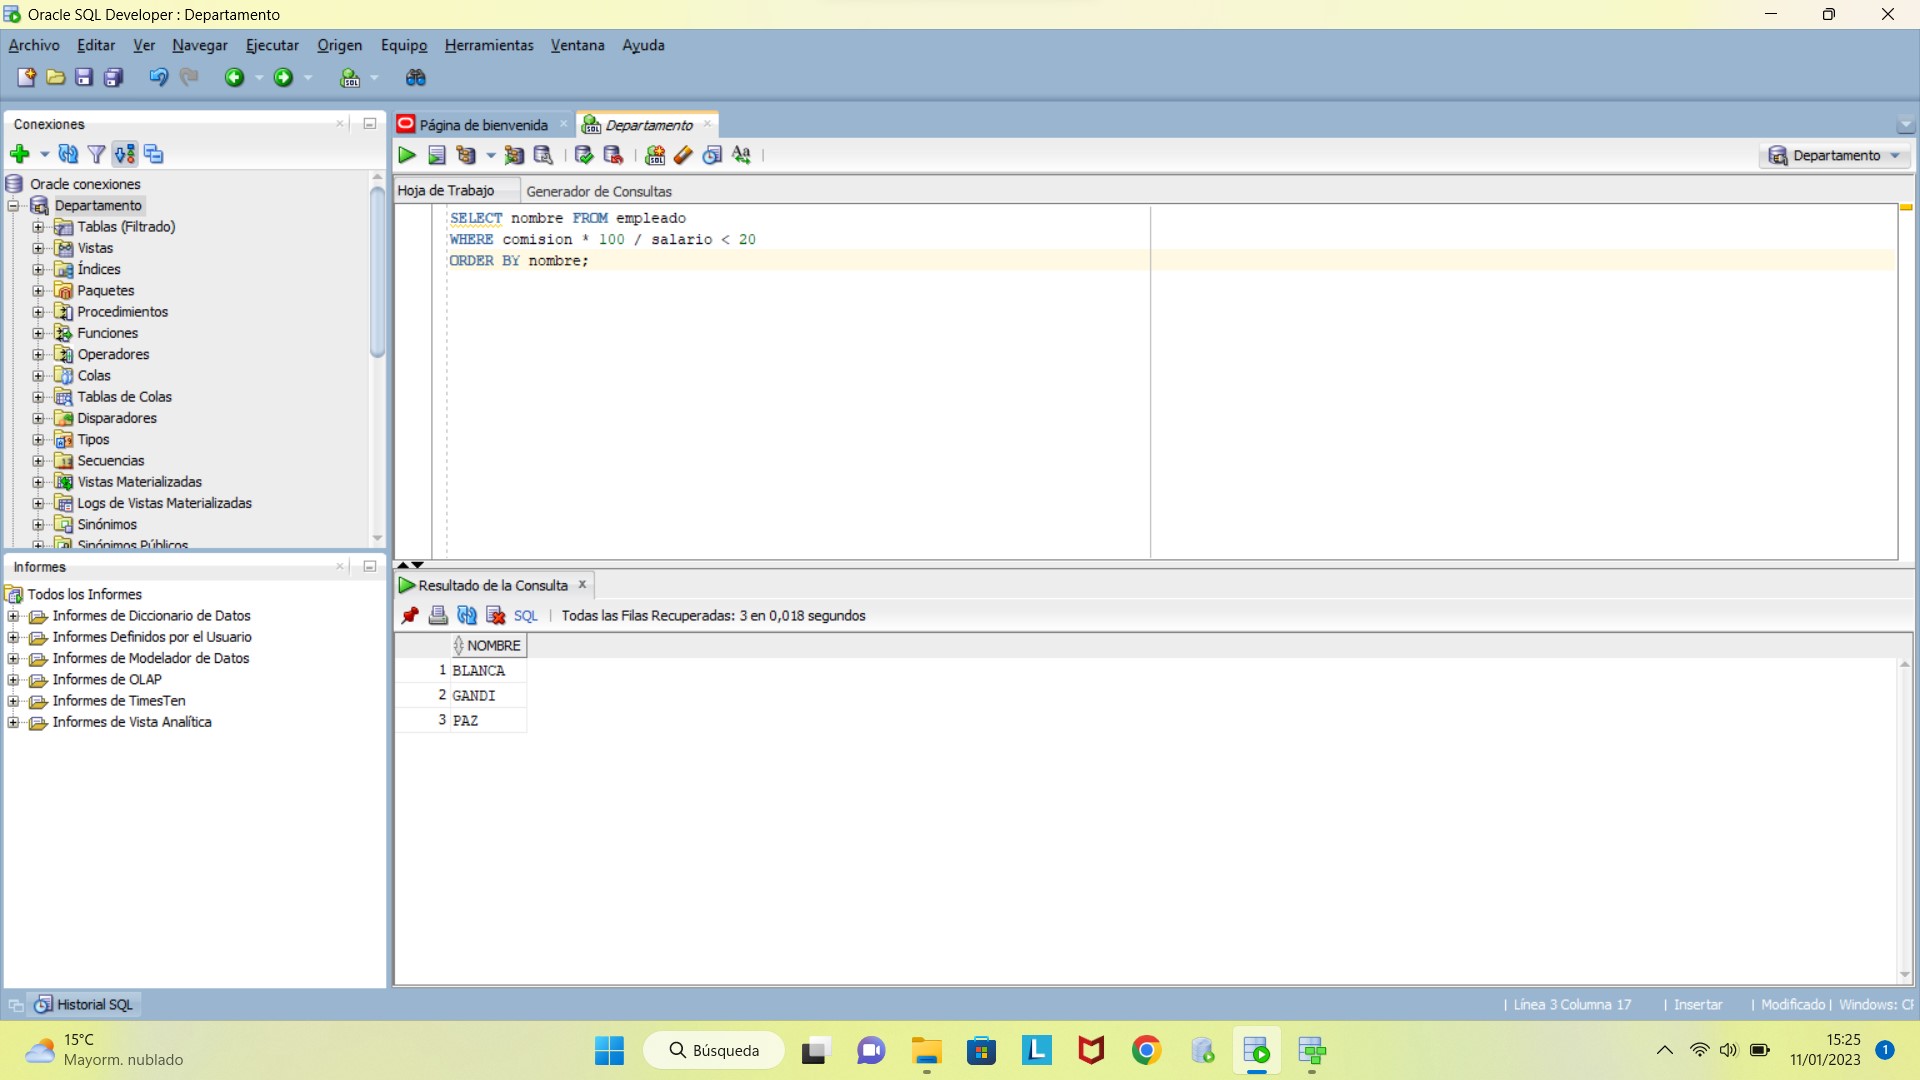 Oracle SQL Developer : Departamento
Archivo Editar Ver Navegar Ejecutar Origen Equipo Herramientas Ventana Ayuda
Conexiones
Oracle conexiones
Departamento
Tablas (Filtrado)
Vistas
Índices
Paquetes
Procedimientos
Funciones
Operadores
Colas
Tablas de Colas
Disparadores
Tipos
Secuencias
Vistas Materializadas
Logs de Vistas Materializadas
Sinónimos
Sinónimos Públicos
Informes
Todos los Informes
Informes de Diccionario de Datos
Informes Definidos por el Usuario
Informes de Modelador de Datos
Informes de OLAP
Informes de TimesTen
Informes de Vista Analítica
Página de bienvenida
Departamento
Departamento
Hoja de Trabajo
Generador de Consultas
SELECT nombre FROM empleado
WHERE comision * 100 / salario < 20
ORDER BY nombre;
Resultado de la Consulta
SQL | Todas las Filas Recuperadas: 3 en 0,018 segundos
NOMBRE
1 BLANCA
2 GANDI
3 PAZ
Historial SQL
| Línea 3 Columna 17 | Insertar | Modificado | Windows: CR
15°C
Mayorm. nublado
Búsqueda
15:25
11/01/2023
1